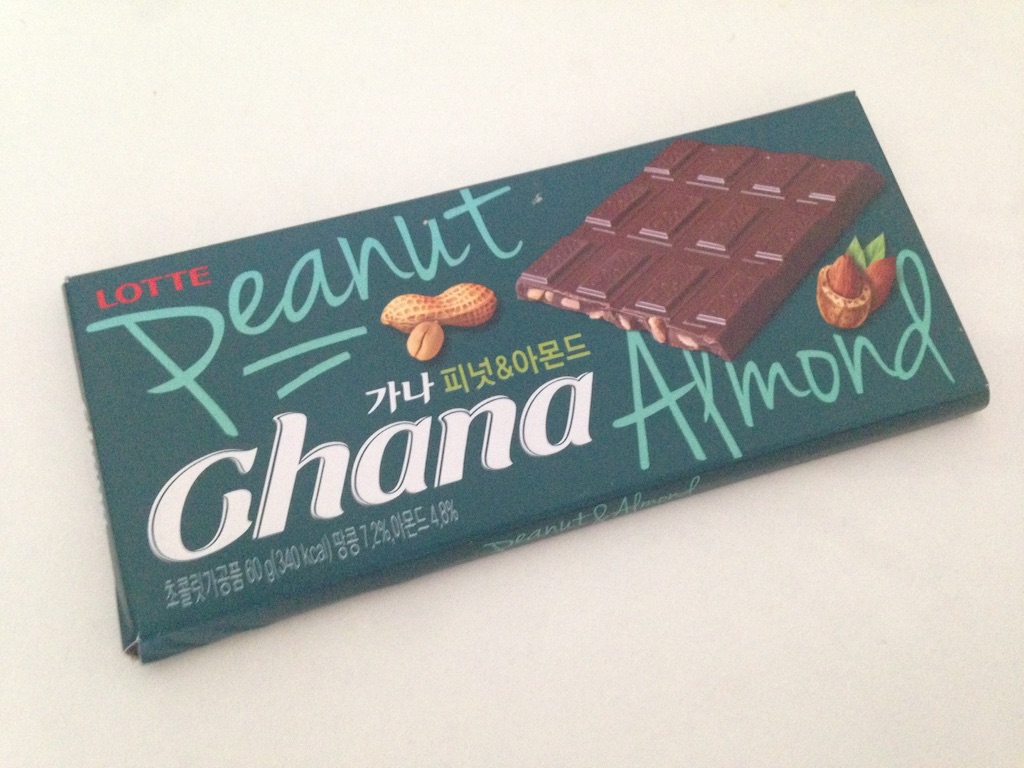 LOTTE
Peanut
가나 피넛&아몬드
Ghana
Almond
초콜릿가공품 60 g(340 kcal) 땅콩 7.2%, 아몬드 4.8%
Peanut & Almond